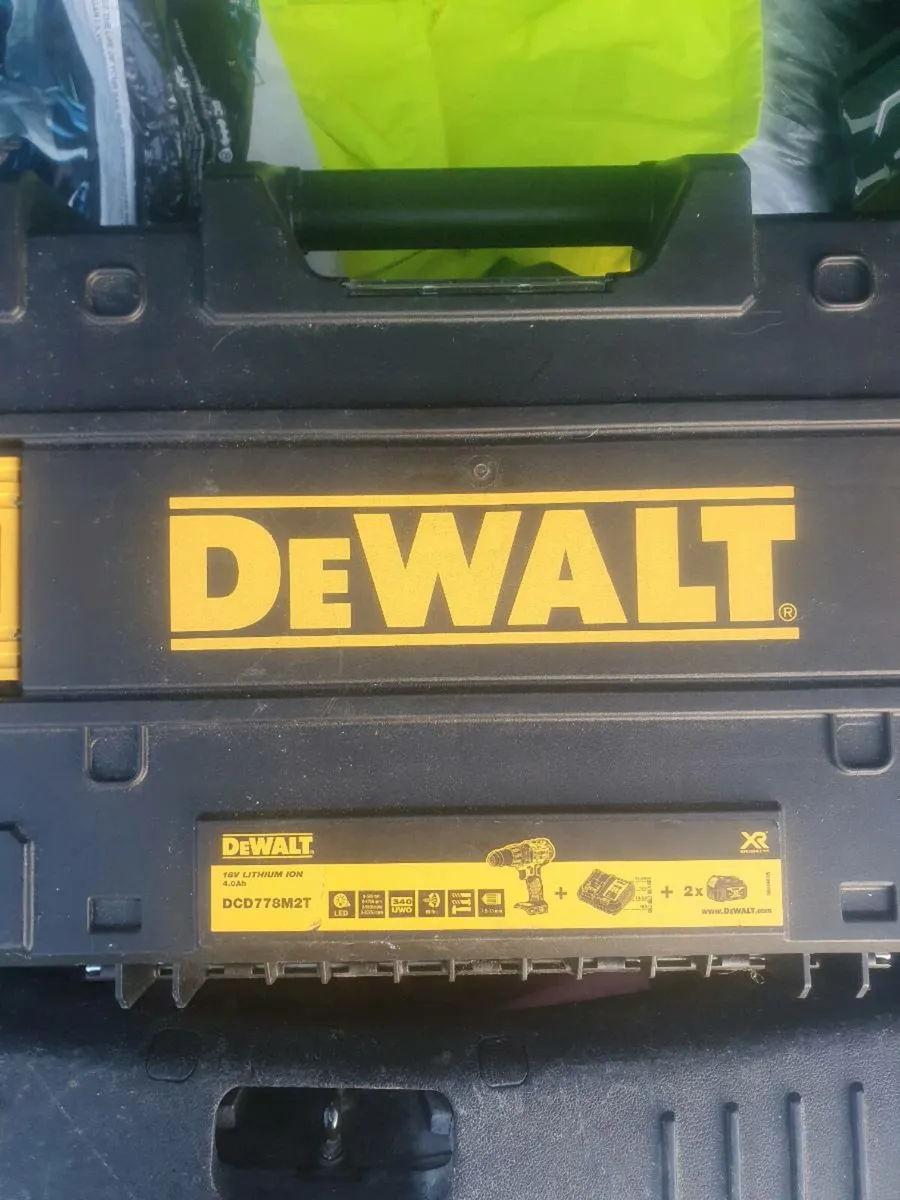 DEWALT®
DEWALT
XR
18V LITHIUM ION
4.0Ah
DCD778M2T
LED
340
UWO
+
+
2x
www.DEWALT.com